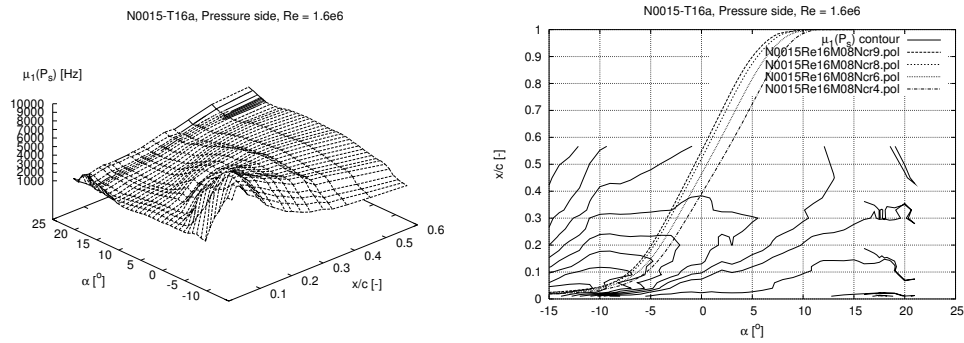 N0015-T16a, Pressure side, Re = 1.6e6
μ1(Ps) [Hz]
10000
9000
8000
7000
6000
5000
4000
3000
2000
1000
25
20
15
10
5
0
-5
-10
α [o]
0.1
0.2
0.3
0.4
0.5
0.6
x/c [-]
N0015-T16a, Pressure side, Re = 1.6e6
μ1(Ps) contour
N0015Re16M08Ncr9.pol
N0015Re16M08Ncr8.pol
N0015Re16M08Ncr6.pol
N0015Re16M08Ncr4.pol
1
0.9
0.8
0.7
0.6
0.5
0.4
0.3
0.2
0.1
0
x/c [-]
-15 -10 -5 0 5 10 15 20 25
α [o]